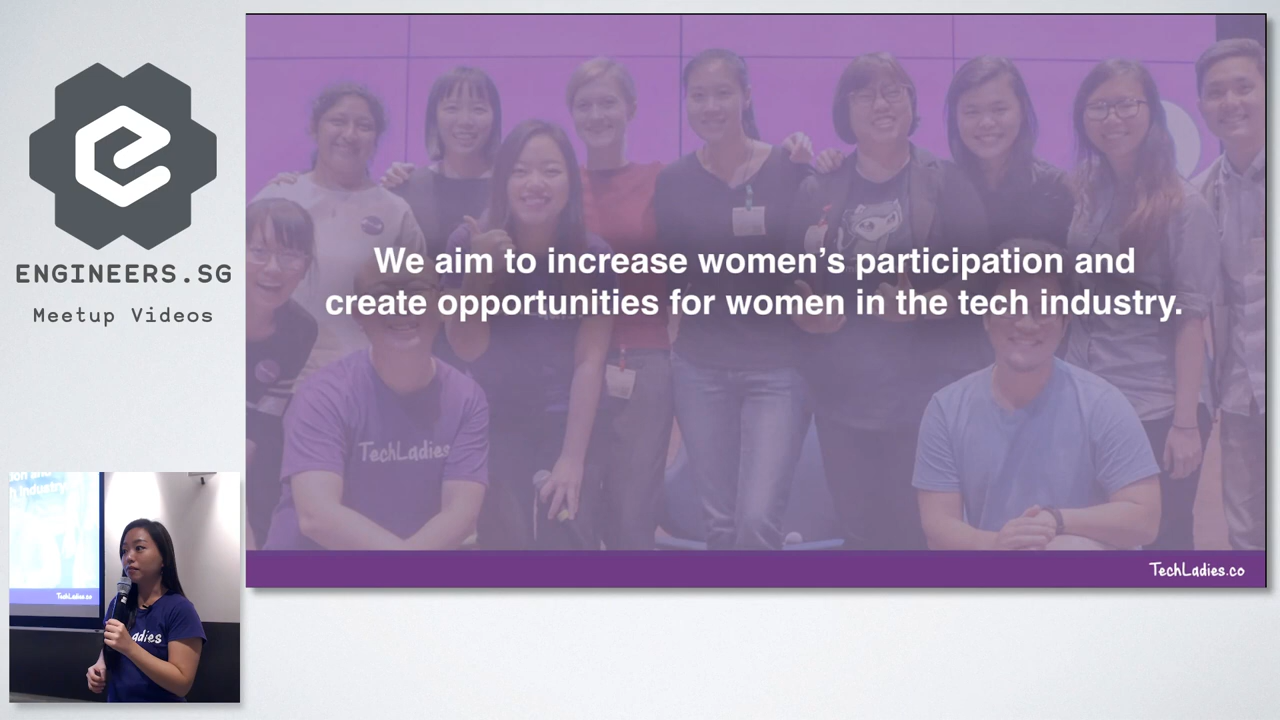 ENGINEERS.SG
Meetup Videos
We aim to increase women's participation and
create opportunities for women in the tech industry.
TechLadies
TechLadies.co
industry.
TechLadies.co
adies